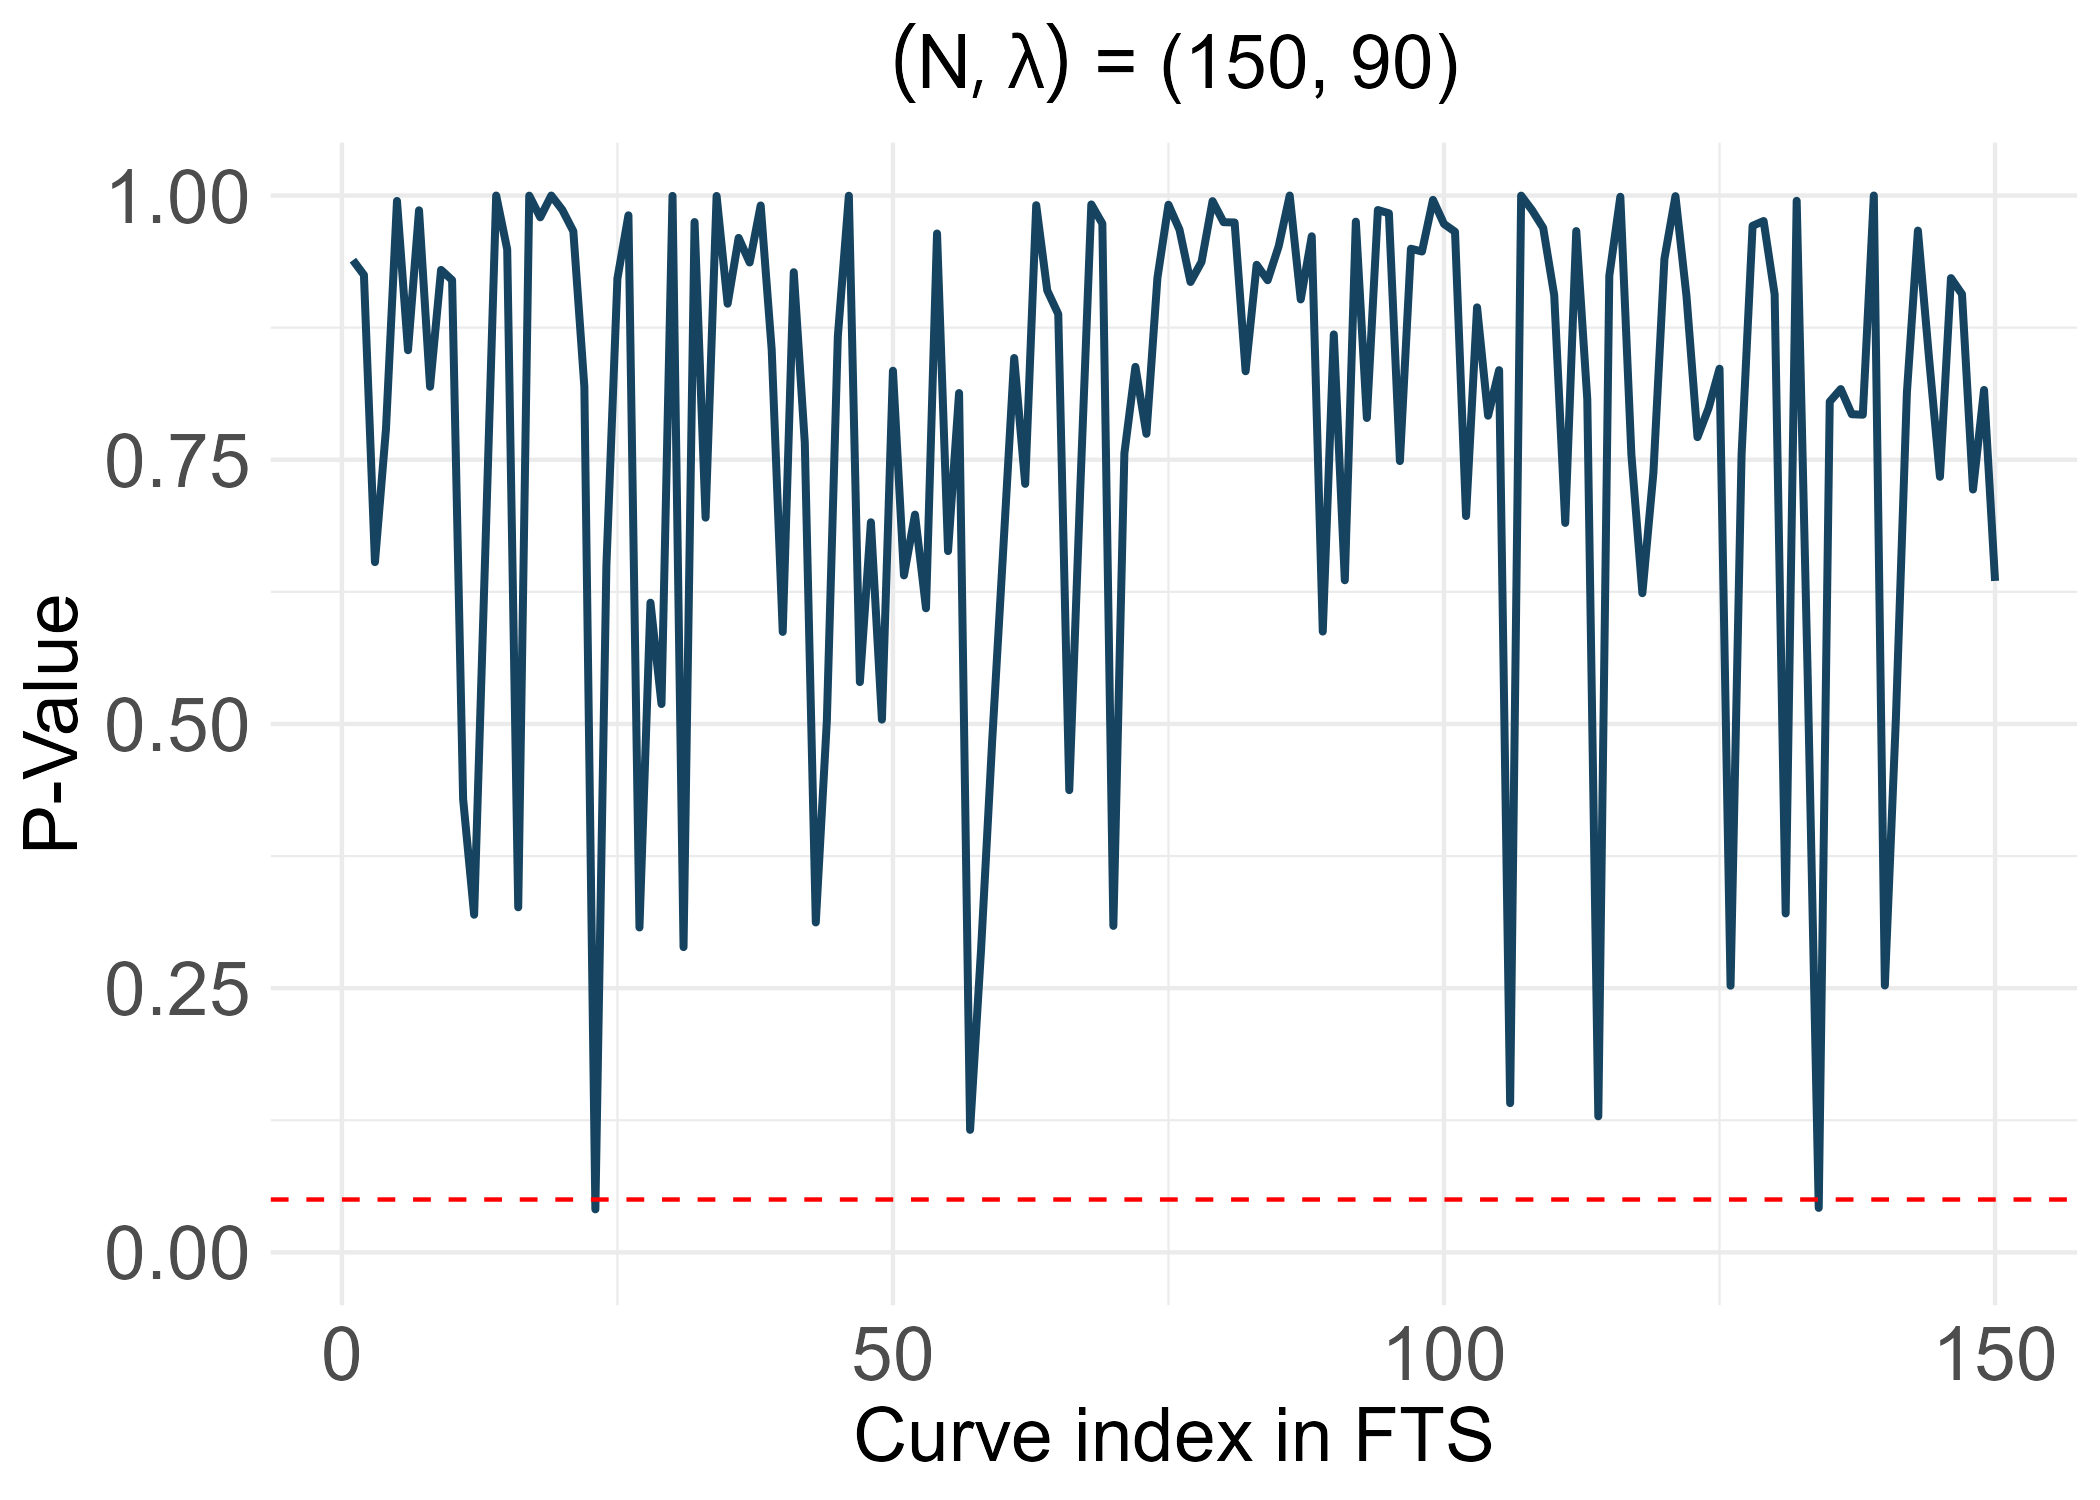 (N, λ) = (150, 90)
P-Value
1.00
0.75
0.50
0.25
0.00
0 50 100 150
Curve index in FTS